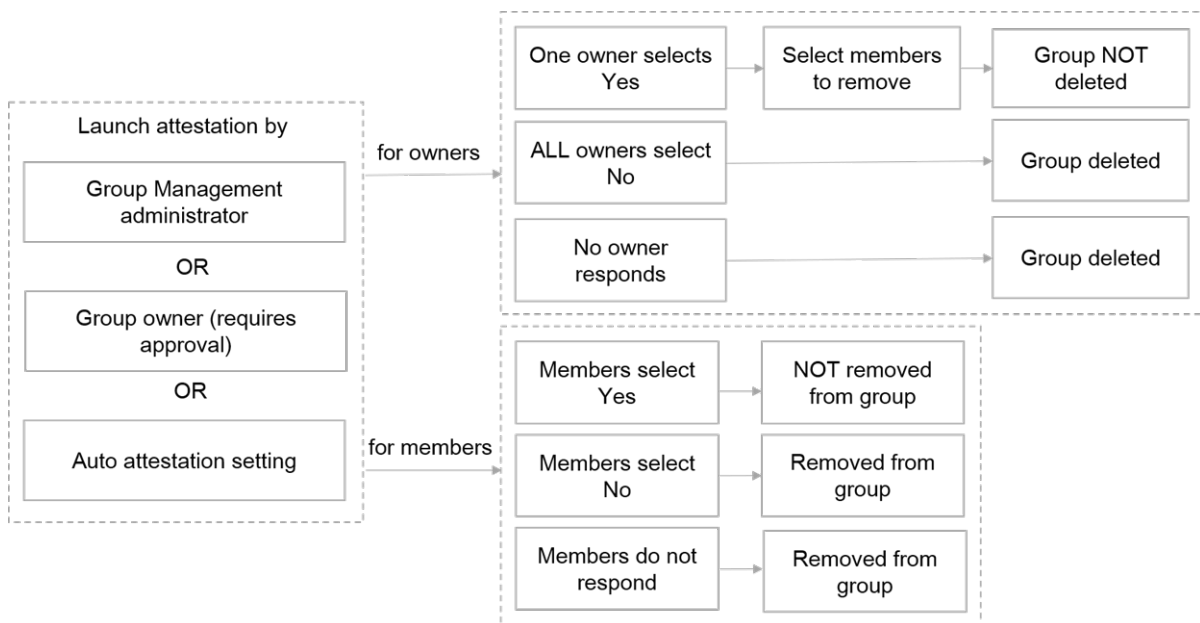 Launch attestation by
Group Management
administrator
OR
Group owner (requires
approval)
OR
Auto attestation setting
for owners
One owner selects
Yes
Select members
to remove
Group NOT
deleted
ALL owners select
No
Group deleted
No owner
responds
Group deleted
for members
Members select
Yes
NOT removed
from group
Members select
No
Removed from
group
Members do not
respond
Removed from
group